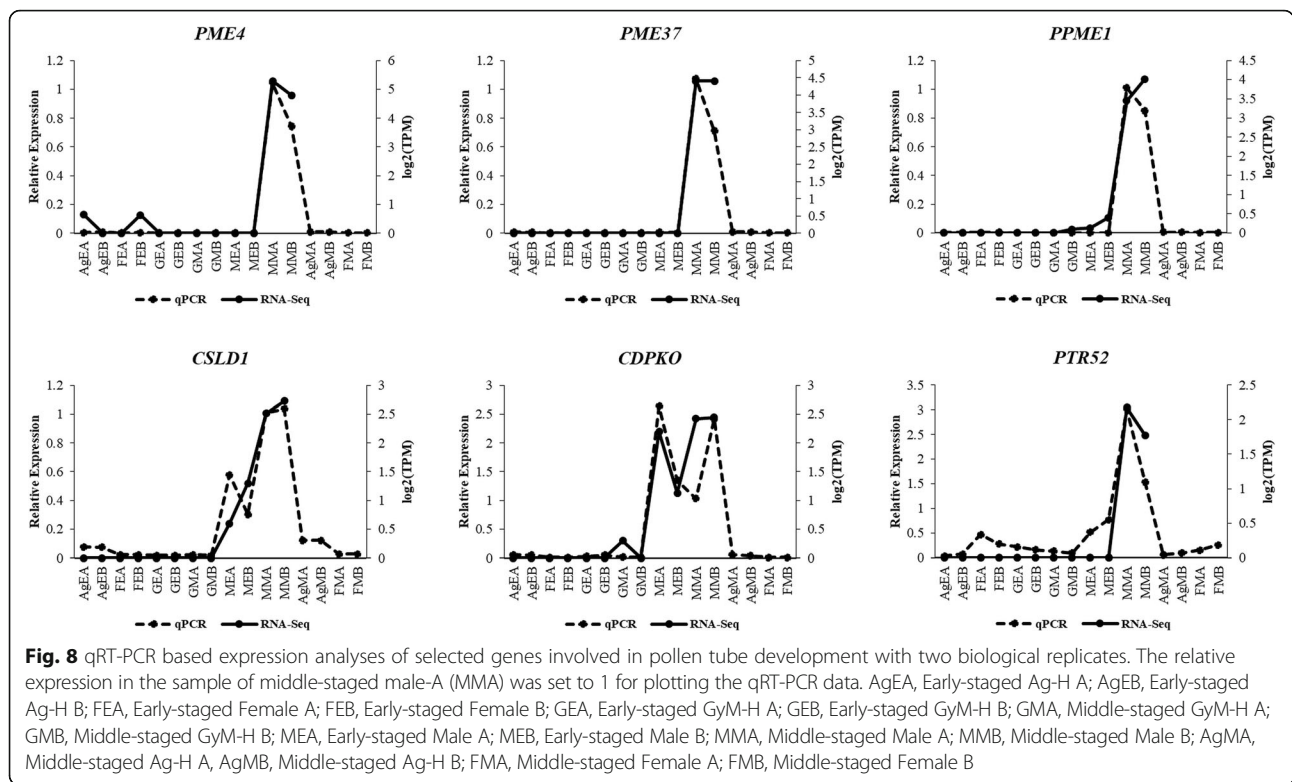 PME4
PME37
PPME1
Relative Expression
1.2
1
0.8
0.6
0.4
0.2
0
6
5
4
3
2
1
0
log2(TPM)
AgEA AgEB FEA FEB GEA GEB GMA GMB MEA MEB MMA MMB AgMA AgMB FMA FMB
qPCR RNA-Seq
Relative Expression
1.2
1
0.8
0.6
0.4
0.2
0
5
4.5
4
3.5
3
2.5
2
1.5
1
0.5
0
log2(TPM)
AgEA AgEB FEA FEB GEA GEB GMA GMB MEA MEB MMA MMB AgMA AgMB FMA FMB
qPCR RNA-Seq
Relative Expression
1.2
1
0.8
0.6
0.4
0.2
0
4.5
4
3.5
3
2.5
2
1.5
1
0.5
0
log2(TPM)
AgEA AgEB FEA FEB GEA GEB GMA GMB MEA MEB MMA MMB AgMA AgMB FMA FMB
qPCR RNA-Seq
CSLD1
CDPKO
PTR52
Relative Expression
1.2
1
0.8
0.6
0.4
0.2
0
3
2.5
2
1.5
1
0.5
0
log2(TPM)
AgEA AgEB FEA FEB GEA GEB GMA GMB MEA MEB MMA MMB AgMA AgMB FMA FMB
qPCR RNA-Seq
Relative Expression
3
2.5
2
1.5
1
0.5
0
3
2.5
2
1.5
1
0.5
0
log2(TPM)
AgEA AgEB FEA FEB GEA GEB GMA GMB MEA MEB MMA MMB AgMA AgMB FMA FMB
qPCR RNA-Seq
Relative Expression
3.5
3
2.5
2
1.5
1
0.5
0
2.5
2
1.5
1
0.5
0
log2(TPM)
AgEA AgEB FEA FEB GEA GEB GMA GMB MEA MEB MMA MMB AgMA AgMB FMA FMB
qPCR RNA-Seq
Fig. 8 qRT-PCR based expression analyses of selected genes involved in pollen tube development with two biological replicates. The relative
expression in the sample of middle-staged male-A (MMA) was set to 1 for plotting the qRT-PCR data. AgEA, Early-staged Ag-H A; AgEB, Early-staged
Ag-H B; FEA, Early-staged Female A; FEB, Early-staged Female B; GEA, Early-staged GyM-H A; GEB, Early-staged GyM-H B; GMA, Middle-staged GyM-H A;
GMB, Middle-staged GyM-H B; MEA, Early-staged Male A; MEB, Early-staged Male B; MMA, Middle-staged Male A; MMB, Middle-staged Male B; AgMA,
Middle-staged Ag-H A, AgMB, Middle-staged Ag-H B; FMA, Middle-staged Female A; FMB, Middle-staged Female B